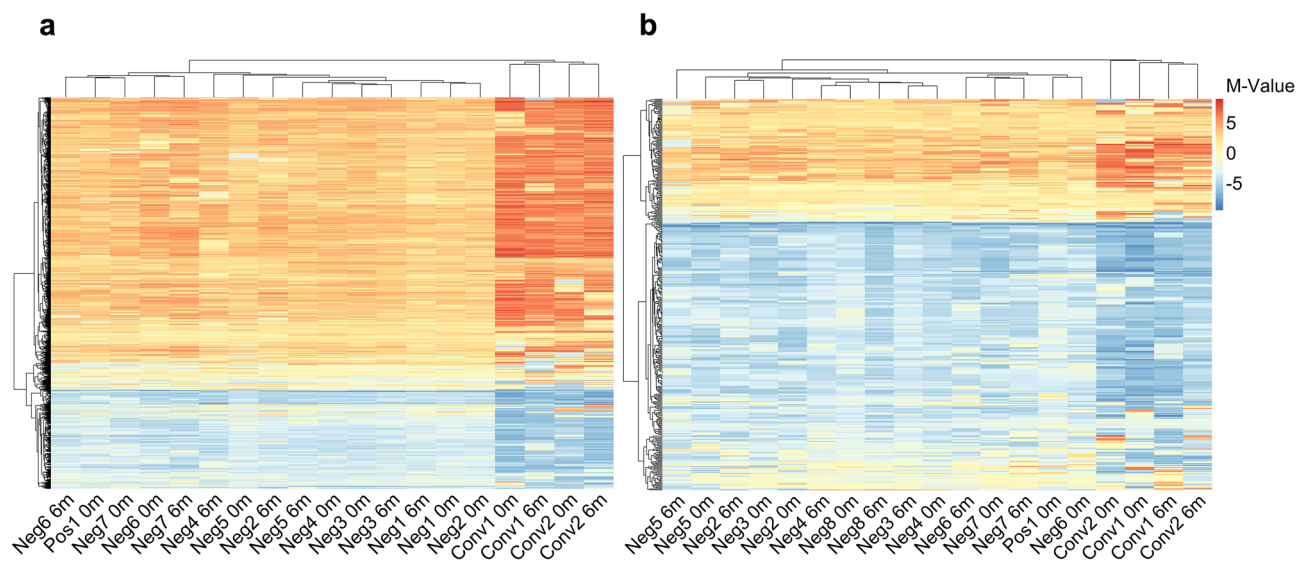 a
b
M-Value
5
0
-5
Neg6 6m
Pos1 0m
Neg7 0m
Neg6 0m
Neg7 6m
Neg4 6m
Neg5 0m
Neg2 6m
Neg5 6m
Neg4 0m
Neg3 0m
Neg3 6m
Neg1 6m
Neg1 0m
Neg2 0m
Conv1 0m
Conv1 6m
Conv2 0m
Conv2 6m
Neg5 6m
Neg5 0m
Neg2 6m
Neg3 0m
Neg2 0m
Neg4 6m
Neg8 0m
Neg8 6m
Neg3 6m
Neg4 0m
Neg6 6m
Neg7 0m
Neg7 6m
Pos1 0m
Neg6 0m
Conv2 0m
Conv1 0m
Conv1 6m
Conv2 6m